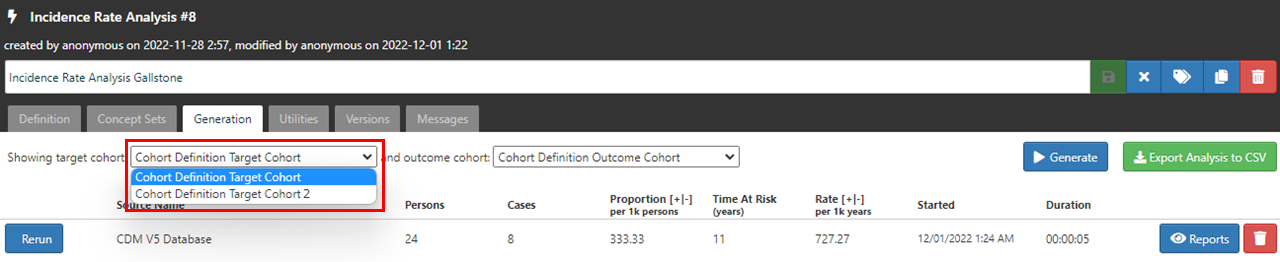 Incidence Rate Analysis #8
created by anonymous on 2022-11-28 2:57, modified by anonymous on 2022-12-01 1:22
Incidence Rate Analysis Gallstone
Definition Concept Sets Generation Utilities Versions Messages
Showing target cohort: Cohort Definition Target Cohort and outcome cohort: Cohort Definition Outcome Cohort Generate Export Analysis to CSV
Cohort Definition Target Cohort
Cohort Definition Target Cohort 2
Source Name Persons Cases Proportion [+|-] Time At Risk Rate [+|-] Started Duration
per 1k persons (years) per 1k years
Rerun CDM V5 Database 24 8 333.33 11 727.27 12/01/2022 1:24 AM 00:00:05 Reports